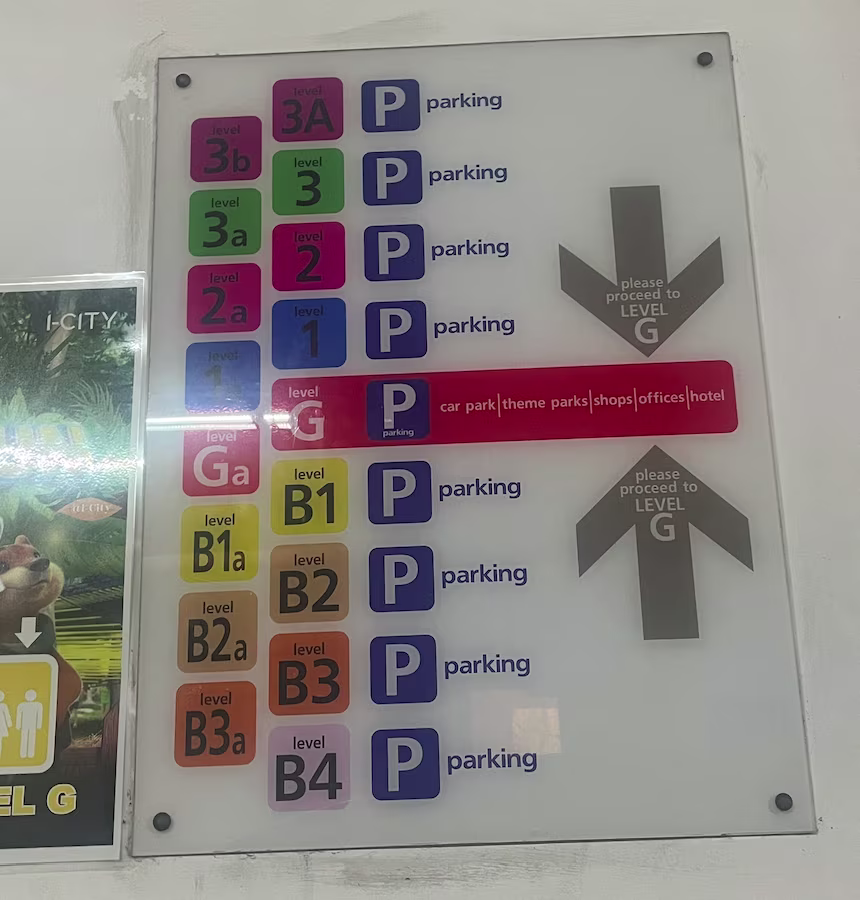 level
3A
P parking
level
3b
level
3
P parking
level
3a
level
2
P parking
level
2a
level
1
P parking
level
level
G
P
parking
car park|theme parks|shops|offices|hotel
level
Ga
level
B1
P parking
level
B1a
level
B2
P parking
level
B2a
level
B3
P parking
level
B3a
level
B4
P parking
please
proceed to
LEVEL
G
please
proceed to
LEVEL
G
I-CITY
EL G